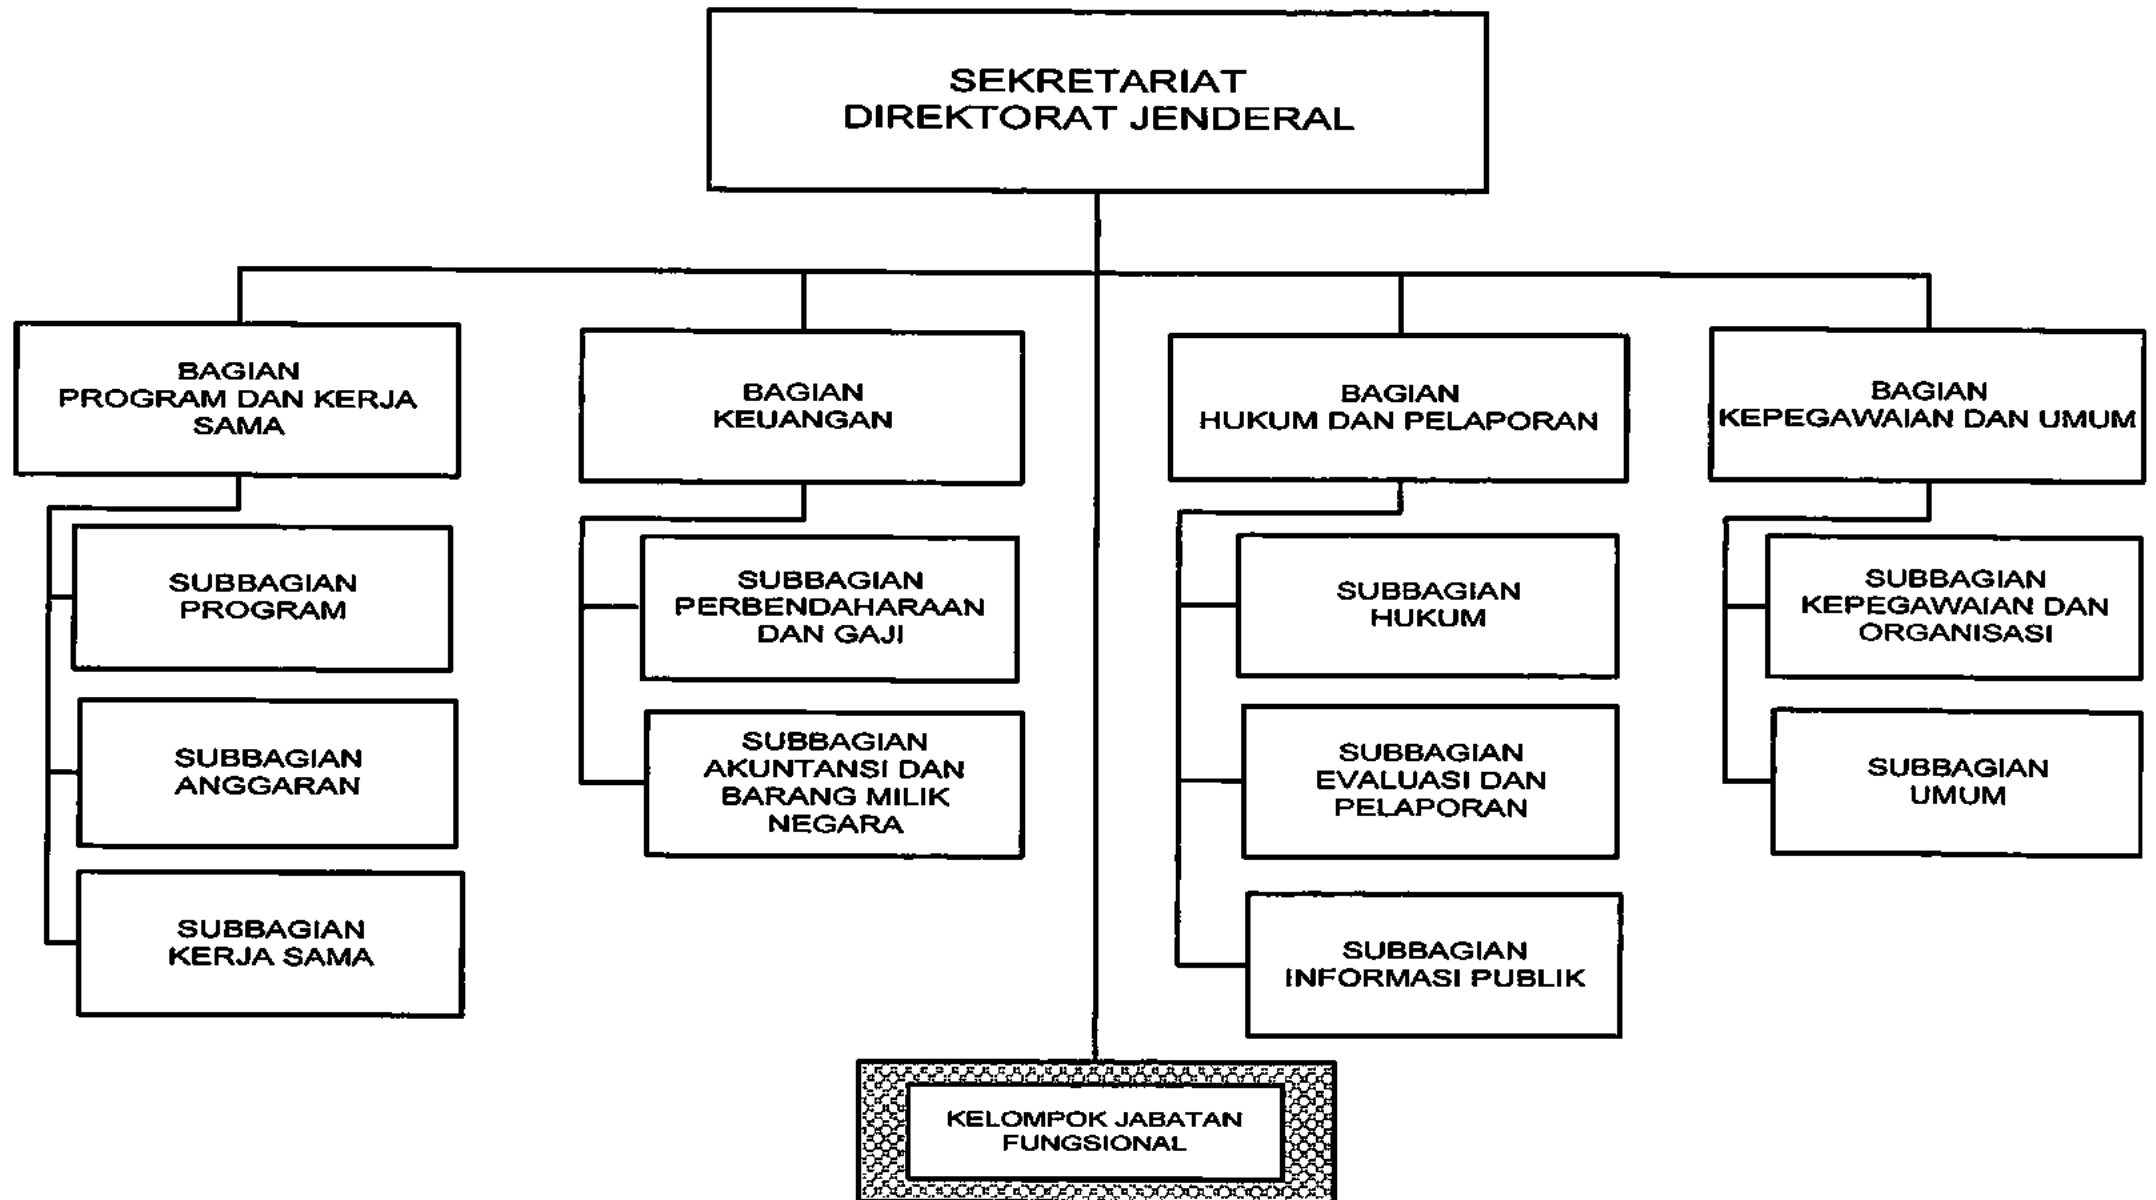 SEKRETARIAT
DIREKTORAT JENDERAL
BAGIAN
PROGRAM DAN KERJA
SAMA
BAGIAN
KEUANGAN
BAGIAN
HUKUM DAN PELAPORAN
BAGIAN
KEPEGAWAIAN DAN UMUM
SUBBAGIAN
PROGRAM
SUBBAGIAN
PERBENDAHARAAN
DAN GAJI
SUBBAGIAN
HUKUM
SUBBAGIAN
KEPEGAWAIAN DAN
ORGANISASI
SUBBAGIAN
ANGGARAN
SUBBAGIAN
AKUNTANSI DAN
BARANG MILIK
NEGARA
SUBBAGIAN
EVALUASI DAN
PELAPORAN
SUBBAGIAN
UMUM
SUBBAGIAN
KERJA SAMA
SUBBAGIAN
INFORMASI PUBLIK
KELOMPOK JABATAN
FUNGSIONAL